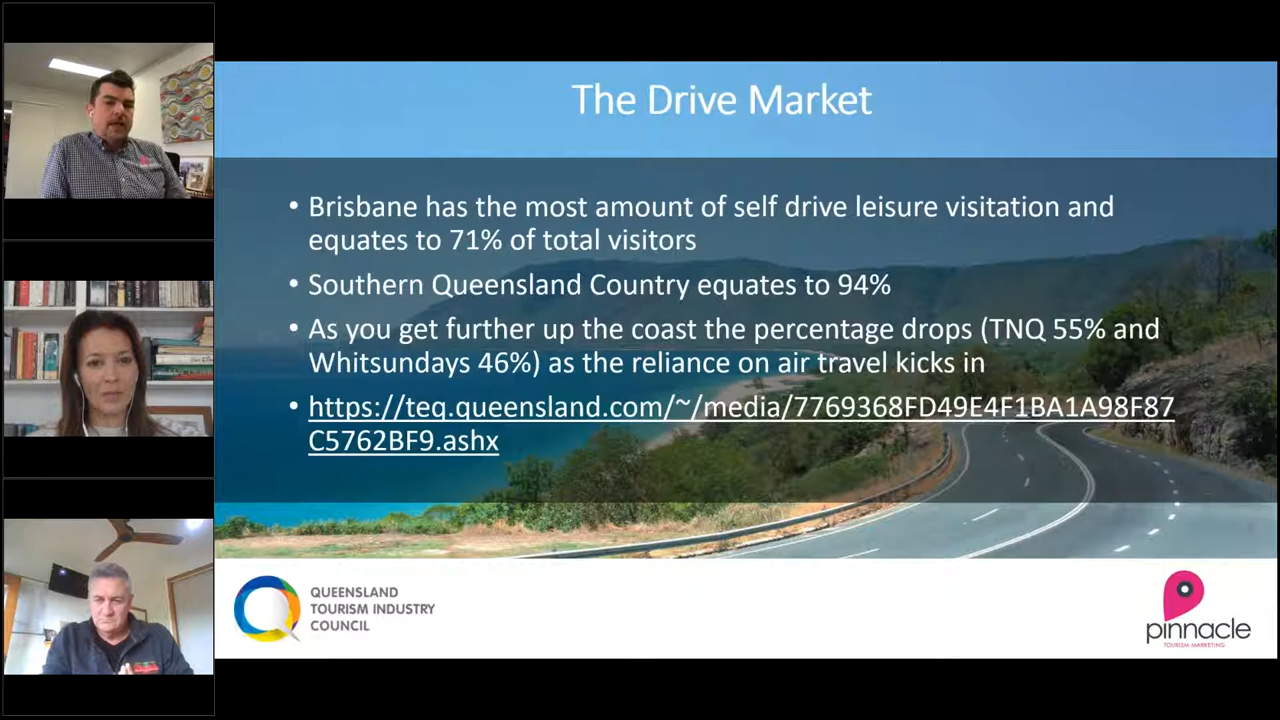 The Drive Market
• Brisbane has the most amount of self drive leisure visitation and
equates to 71% of total visitors
• Southern Queensland Country equates to 94%
• As you get further up the coast the percentage drops (TNQ 55% and
Whitsundays 46%) as the reliance on air travel kicks in
• https://teq.queensland.com/~/media/7769368FD49E4F1BA1A98F87
C5762BF9.ashx
QUEENSLAND
TOURISM INDUSTRY
COUNCIL
pinnacle
TOURISM MARKETING